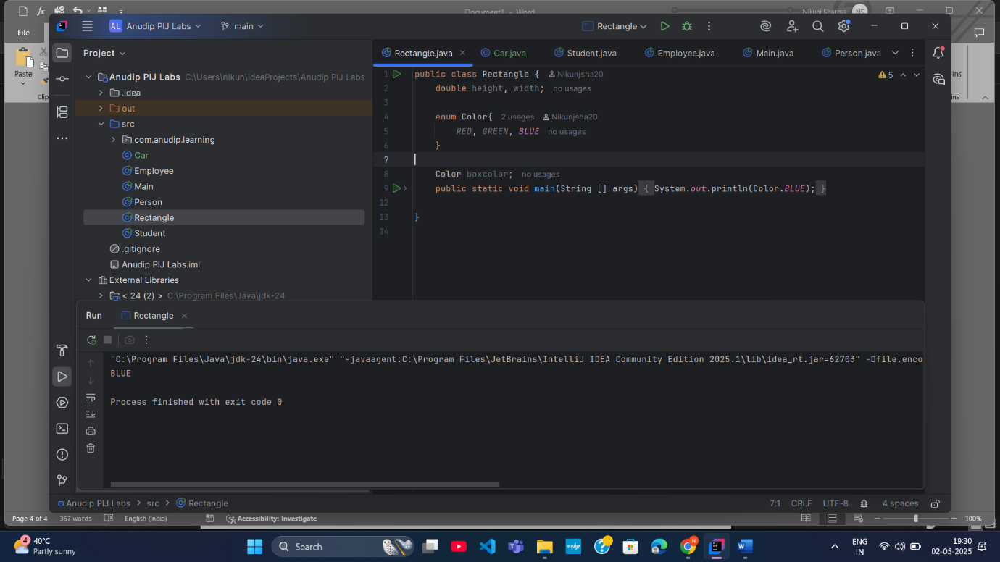 Document1 - Word
Nikunj Sharma
NS
File
Paste
Clip
AL Anudip PIJ Labs
main
Rectangle
Project
Rectangle.java
Car.java
Student.java
Employee.java
Main.java
Person.java
Anudip PIJ Labs C:\Users\nikun\IdeaProjects\Anudip PIJ Labs
.idea
out
src
com.anudip.learning
Car
Employee
Main
Person
Rectangle
Student
.gitignore
Anudip PIJ Labs.iml
External Libraries
< 24 (2) > C:\Program Files\Java\jdk-24
5
1 public class Rectangle { Nikunjsha20
2 double height, width; no usages
3
4 enum Color{ 2 usages Nikunjsha20
5 RED, GREEN, BLUE no usages
6 }
7
8 Color boxcolor; no usages
9 public static void main(String [] args) { System.out.println(Color.BLUE); }
12
13 }
14
ins
ins
Run Rectangle
"C:\Program Files\Java\jdk-24\bin\java.exe" "-javaagent:C:\Program Files\JetBrains\IntelliJ IDEA Community Edition 2025.1\lib\idea_rt.jar=62703" -Dfile.enco
BLUE
Process finished with exit code 0
Anudip PIJ Labs > src > Rectangle
7:1 CRLF UTF-8 4 spaces
Page 4 of 4 367 words English (India) Accessibility: Investigate 100%
4
40°C
Partly sunny
Search
myhp
N
ENG
IN
19:30
02-05-2025